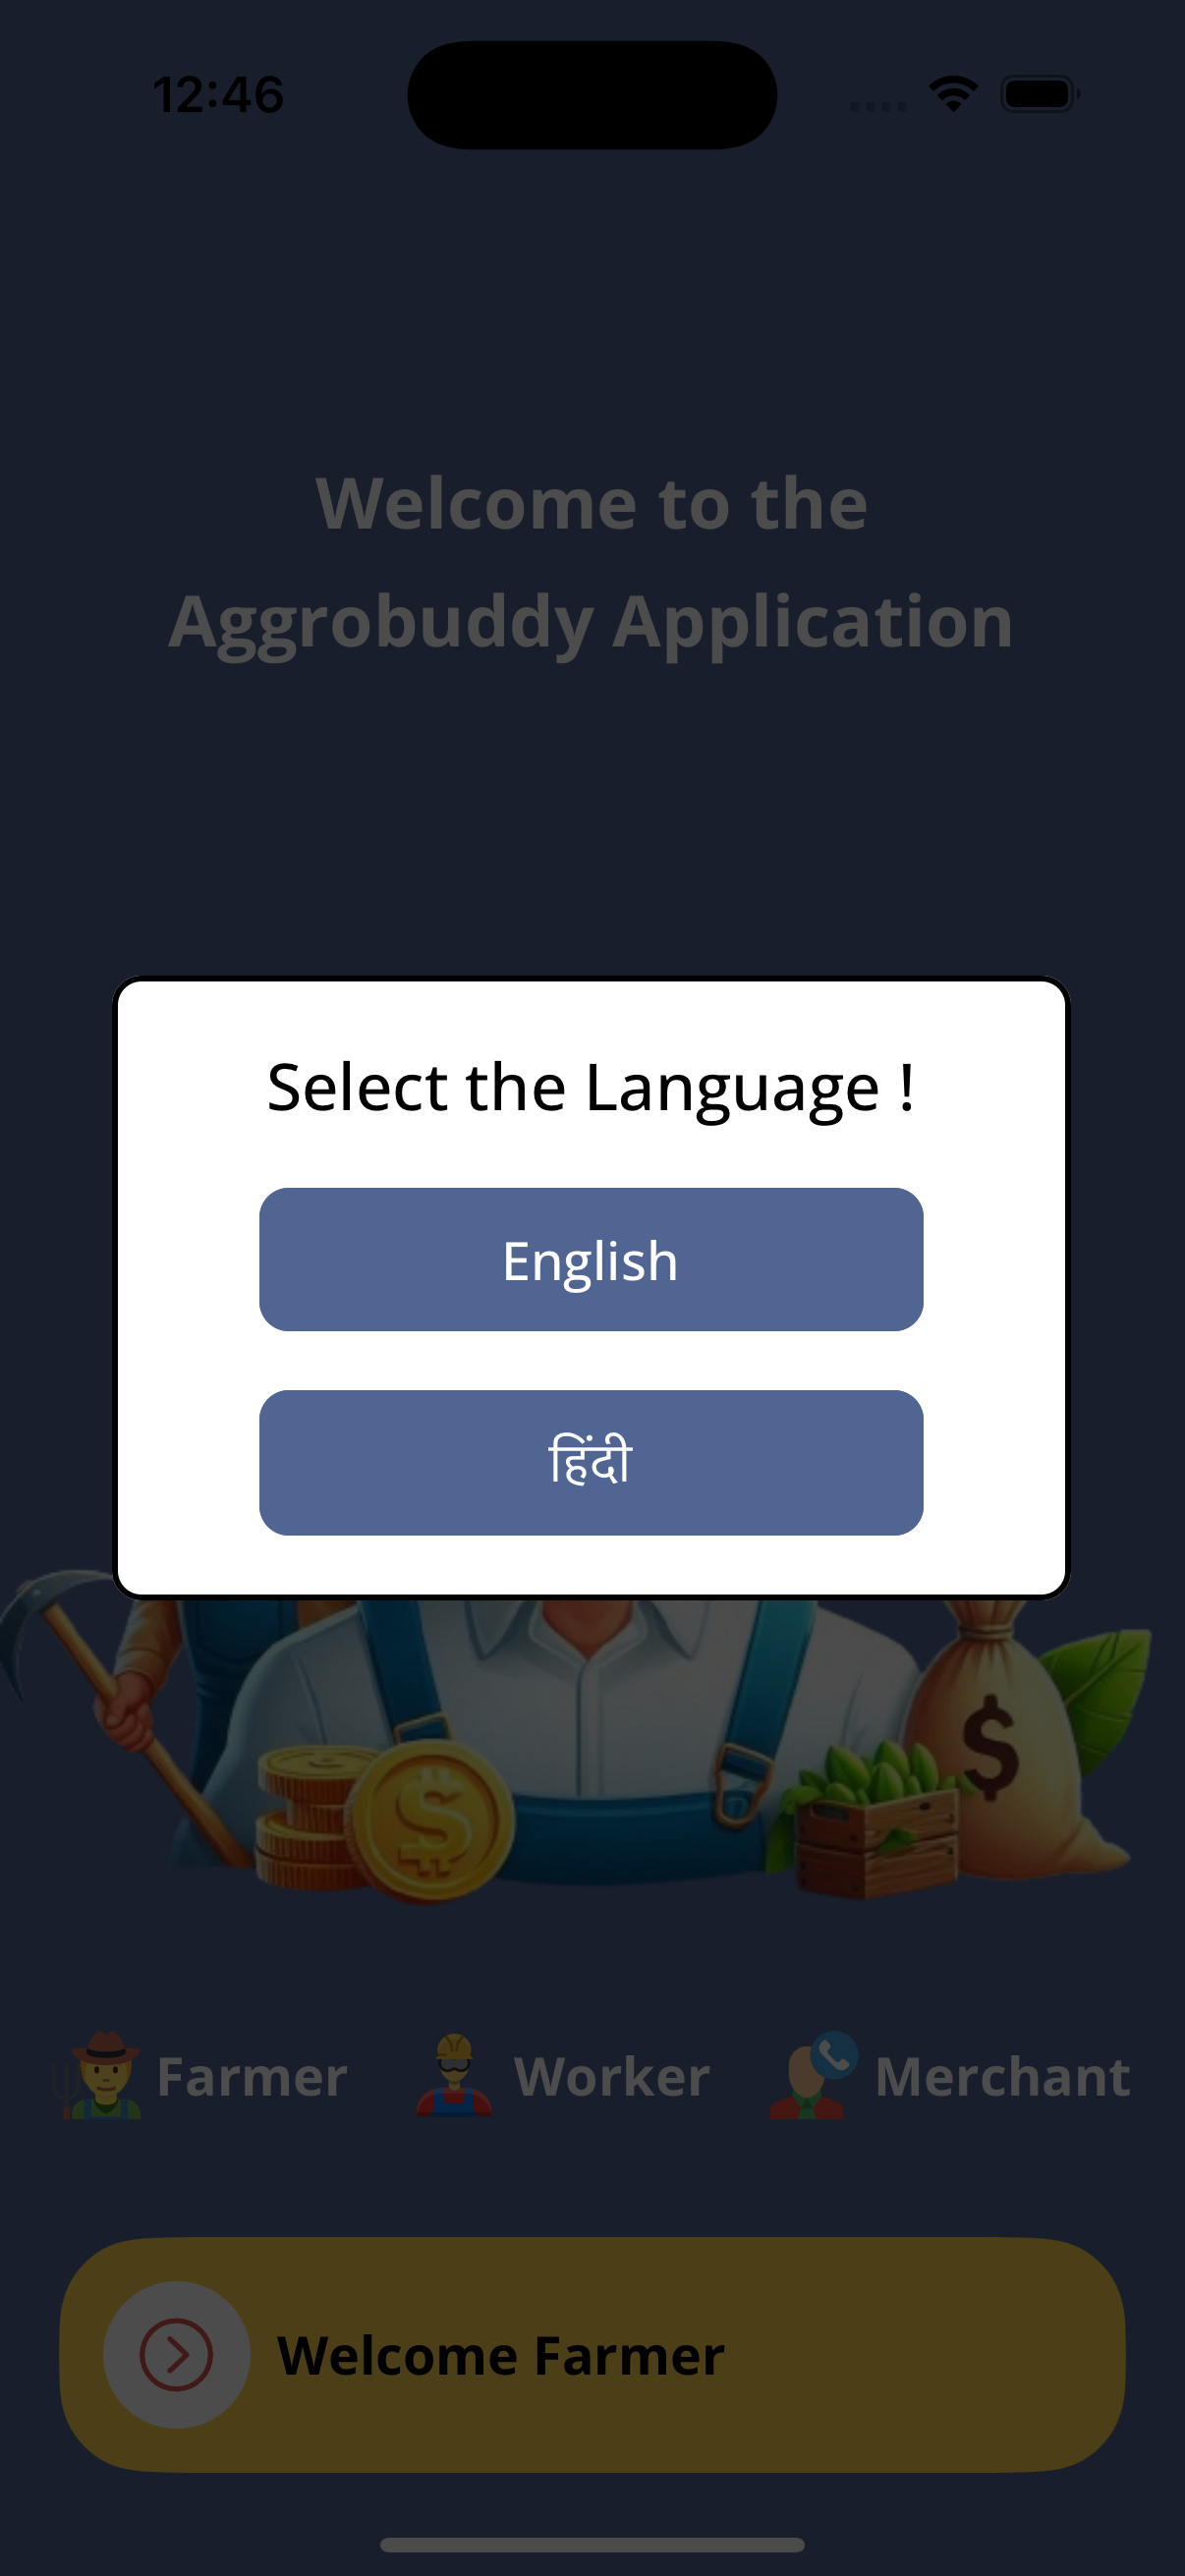 12:46
Welcome to the
Aggrobuddy Application
Select the Language !
English
हिंदी
$
$
Farmer
Worker
Merchant
Welcome Farmer